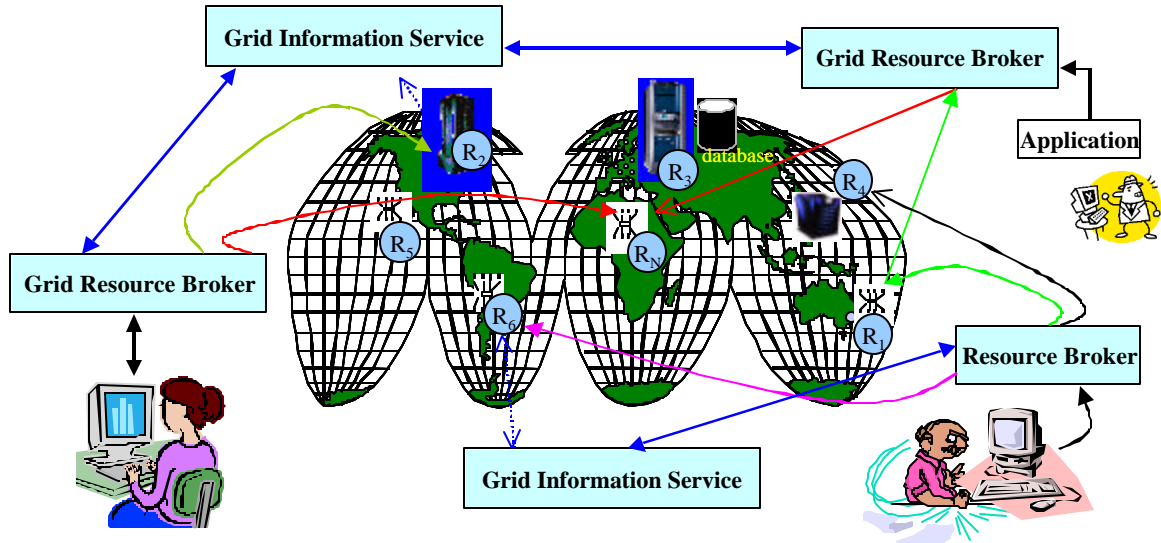 Grid Information Service
Grid Resource Broker
Application
R2
R3
database
R4
R5
RN
Grid Resource Broker
R6
R1
Resource Broker
Grid Information Service